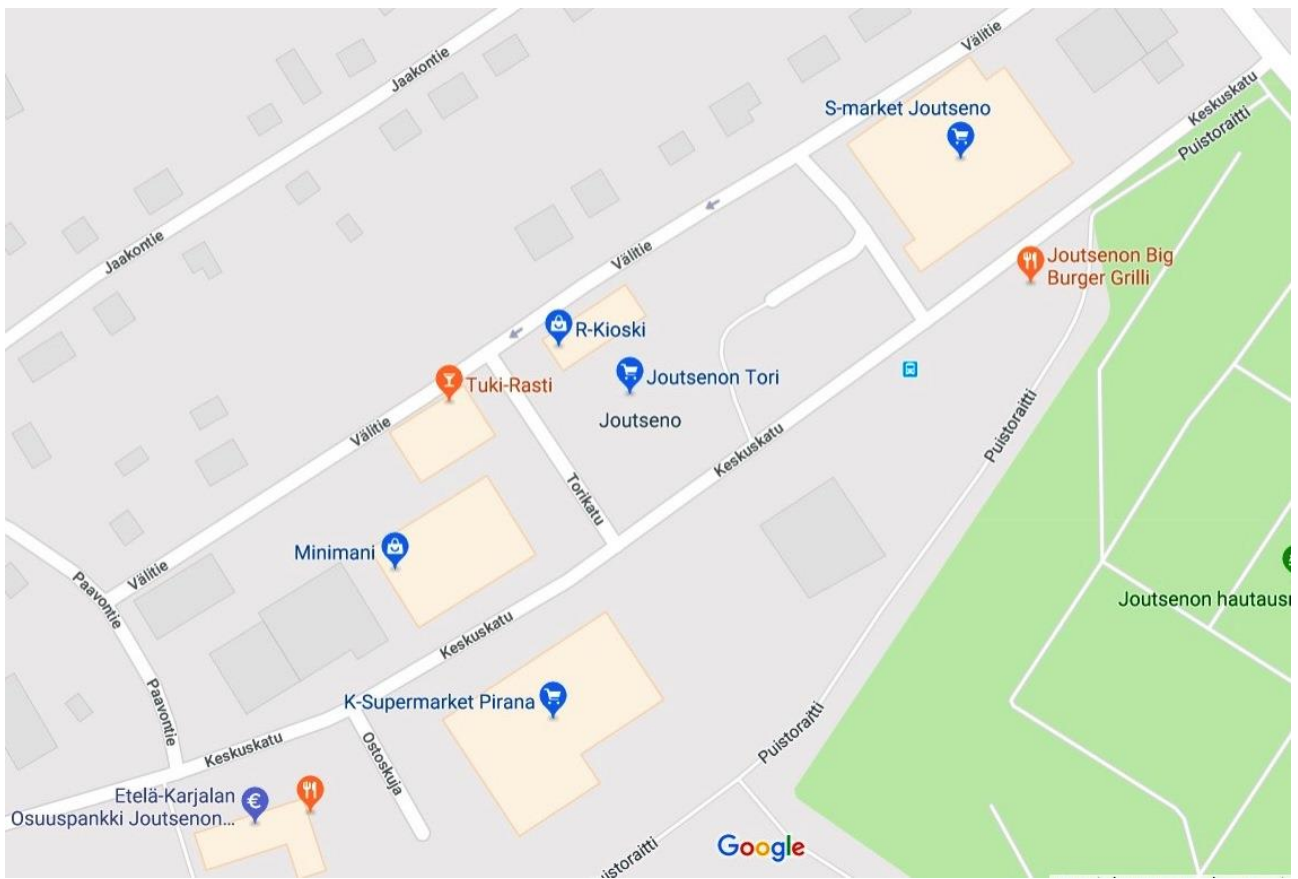 Jaakontie
Välitie
Keskuskatu
S-market Joutseno
Puistoraitti
Jaakontie
Välitie
Joutsenon Big
Burger Grilli
R-Kioski
Tuki-Rasti
Joutsenon Tori
Joutseno
Välitie
Keskuskatu
Puistoraitti
Torikatu
Minimani
Välitie
Paavontie
Joutsenon hautausm
Keskuskatu
K-Supermarket Pirana
Paavontie
Puistoraitti
Keskuskatu
Ostoskuja
Etelä-Karjalan
Osuuspankki Joutsenon...
Google
uistoraitti